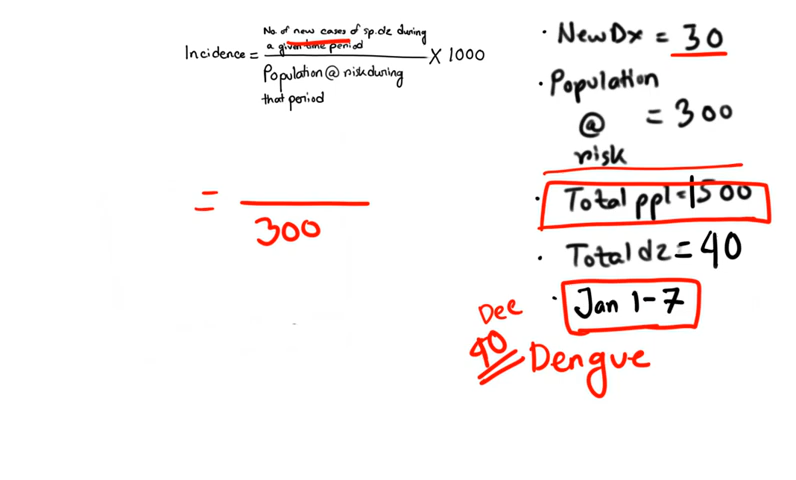 No. of new cases of sp.dz during
a given time period
Incidence = × 1000
Population @ risk during
that period
=
300
· New Dx = 30
· Population
@ = 300
risk
· Total ppl = 1500
· Total dz = 40
· Jan 1-7
Dec
40
Dengue